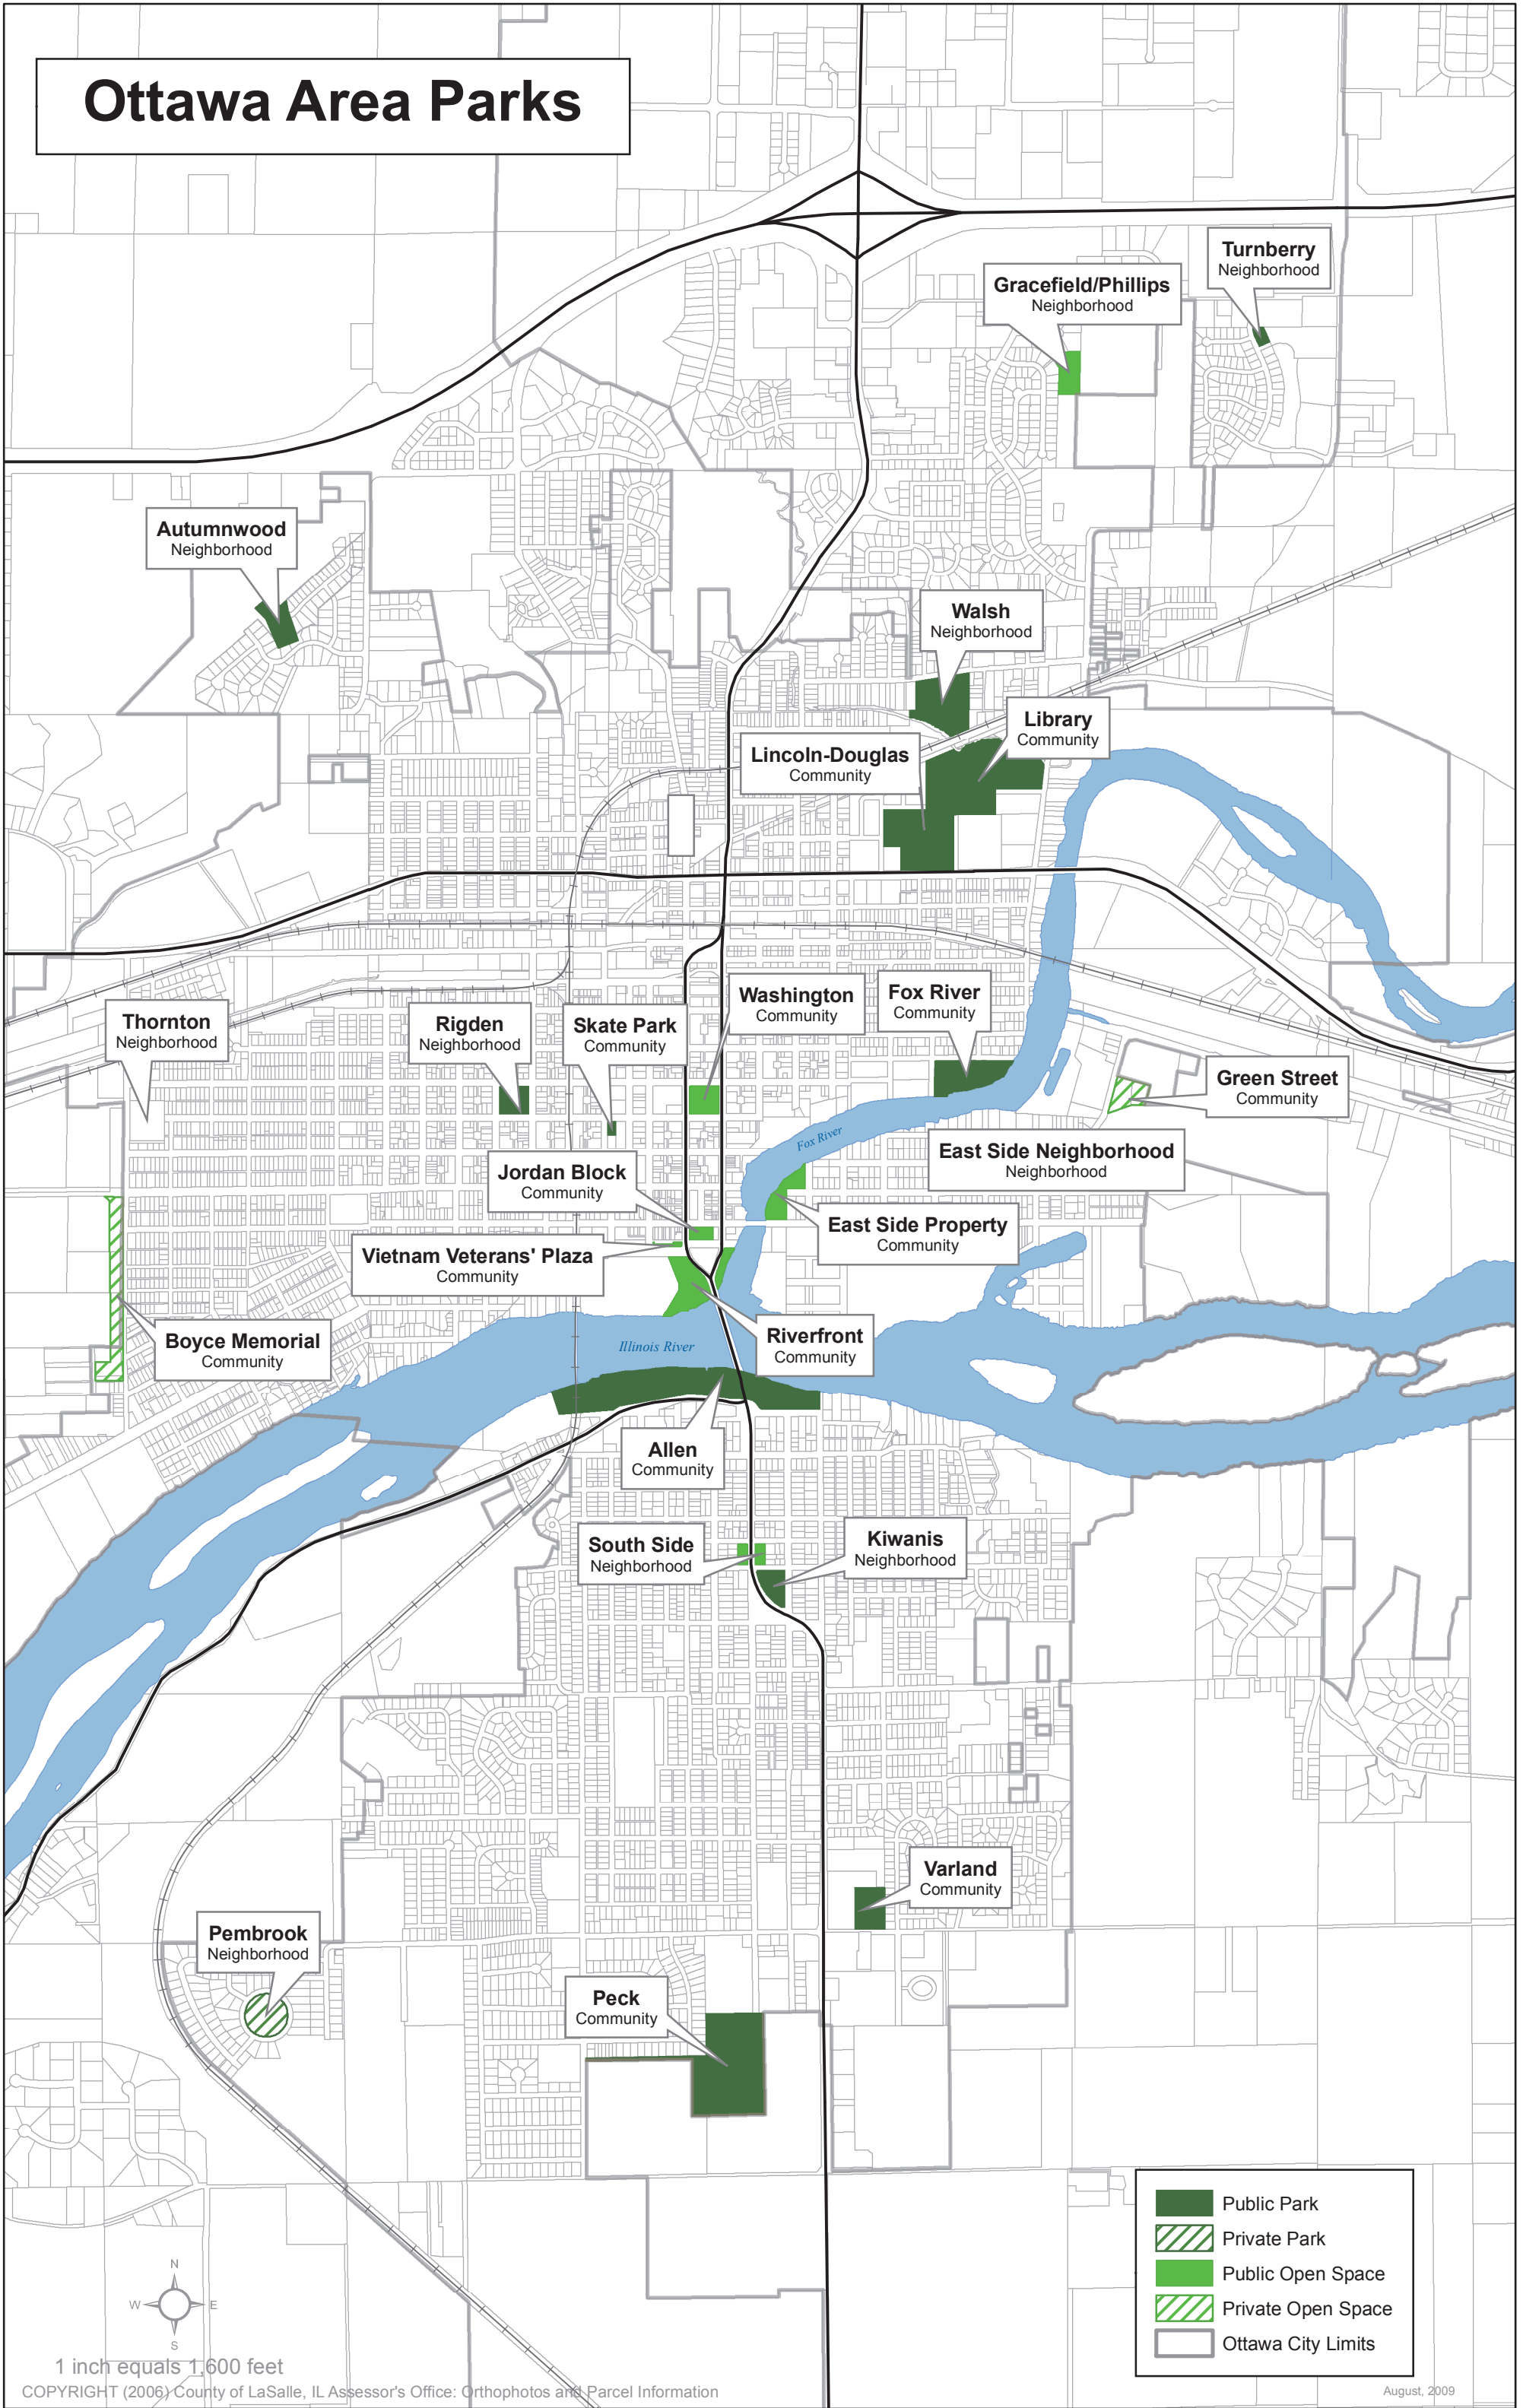 Ottawa Area Parks
Turnberry
Neighborhood
Gracefield/Phillips
Neighborhood
Autumnwood
Neighborhood
Walsh
Neighborhood
Library
Community
Lincoln-Douglas
Community
Thornton
Neighborhood
Rigden
Neighborhood
Skate Park
Community
Washington
Community
Fox River
Community
Green Street
Community
Fox River
East Side Neighborhood
Neighborhood
Jordan Block
Community
East Side Property
Community
Vietnam Veterans' Plaza
Community
Boyce Memorial
Community
Illinois River
Riverfront
Community
Allen
Community
South Side
Neighborhood
Kiwanis
Neighborhood
Varland
Community
Pembrook
Neighborhood
Peck
Community
Public Park
Private Park
Public Open Space
Private Open Space
Ottawa City Limits
N
W
E
S
1 inch equals 1,600 feet
COPYRIGHT (2006) County of LaSalle, IL Assessor's Office: Orthophotos and Parcel Information
August, 2009